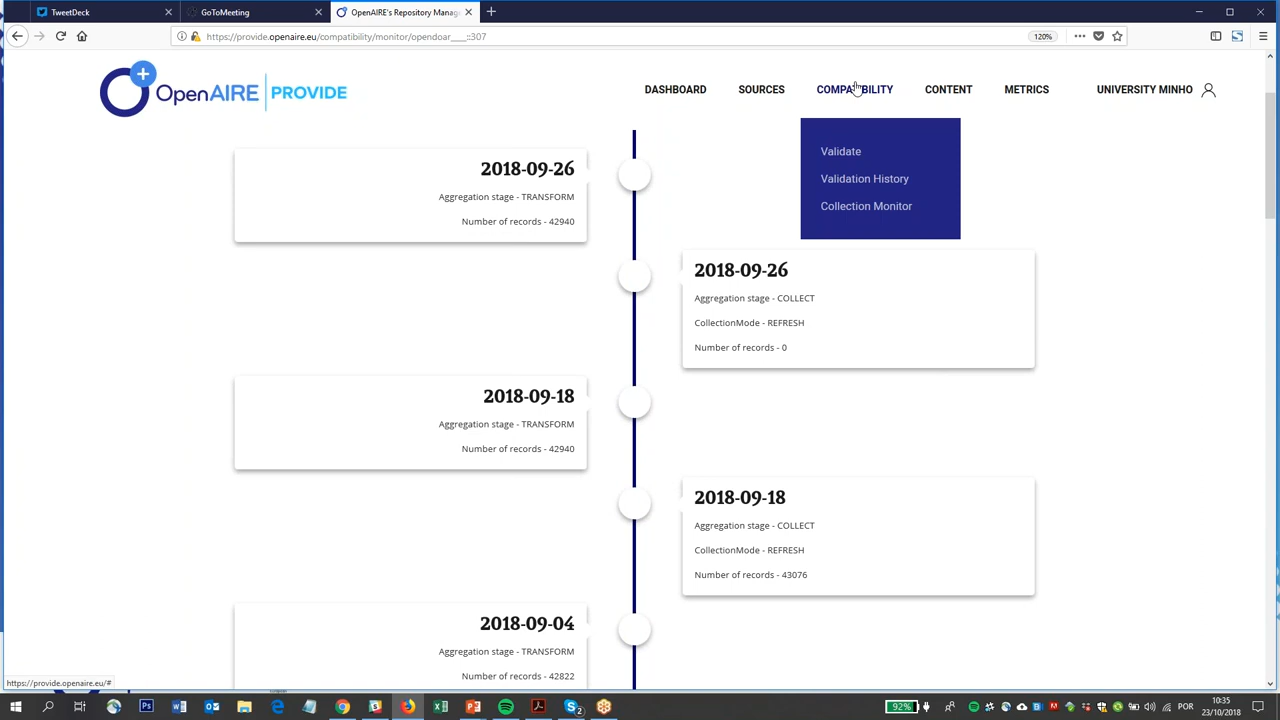 TweetDeck
GoToMeeting
OpenAIRE's Repository Manag
https://provide.openaire.eu/compatibility/monitor/opendoar____::307
120%
OpenAIRE PROVIDE
DASHBOARD
SOURCES
COMPATIBILITY
CONTENT
METRICS
UNIVERSITY MINHO
Validate
Validation History
Collection Monitor
2018-09-26
Aggregation stage - TRANSFORM
Number of records - 42940
2018-09-26
Aggregation stage - COLLECT
CollectionMode - REFRESH
Number of records - 0
2018-09-18
Aggregation stage - TRANSFORM
Number of records - 42940
2018-09-18
Aggregation stage - COLLECT
CollectionMode - REFRESH
Number of records - 43076
2018-09-04
Aggregation stage - TRANSFORM
Number of records - 42822
https://provide.openaire.eu/#
92%
POR
10:35
23/10/2018